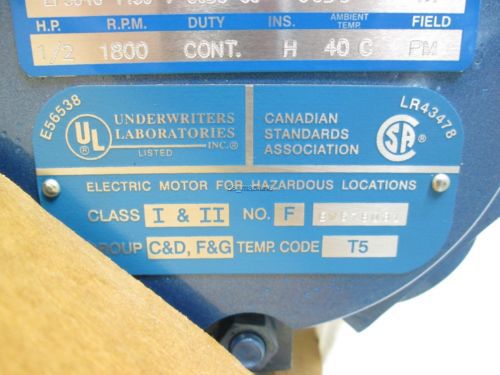 H.P. R.P.M. DUTY INS. AMBIENT TEMP. FIELD
1/2 1800 CONT. H 40 C PM
E56538
UL
UNDERWRITERS
LABORATORIES
INC.®
LISTED
CANADIAN
STANDARDS
ASSOCIATION
SA
LR43478
ELECTRIC MOTOR FOR HAZARDOUS LOCATIONS
CLASS I & II NO. F
GROUP C&D, F&G TEMP. CODE T5